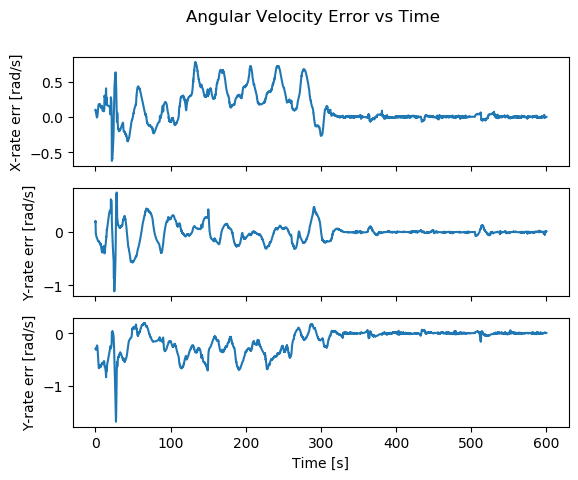 Angular Velocity Error vs Time
X-rate err [rad/s]
0.5
0.0
−0.5
Y-rate err [rad/s]
0
−1
Y-rate err [rad/s]
0
−1
0 100 200 300 400 500 600
Time [s]